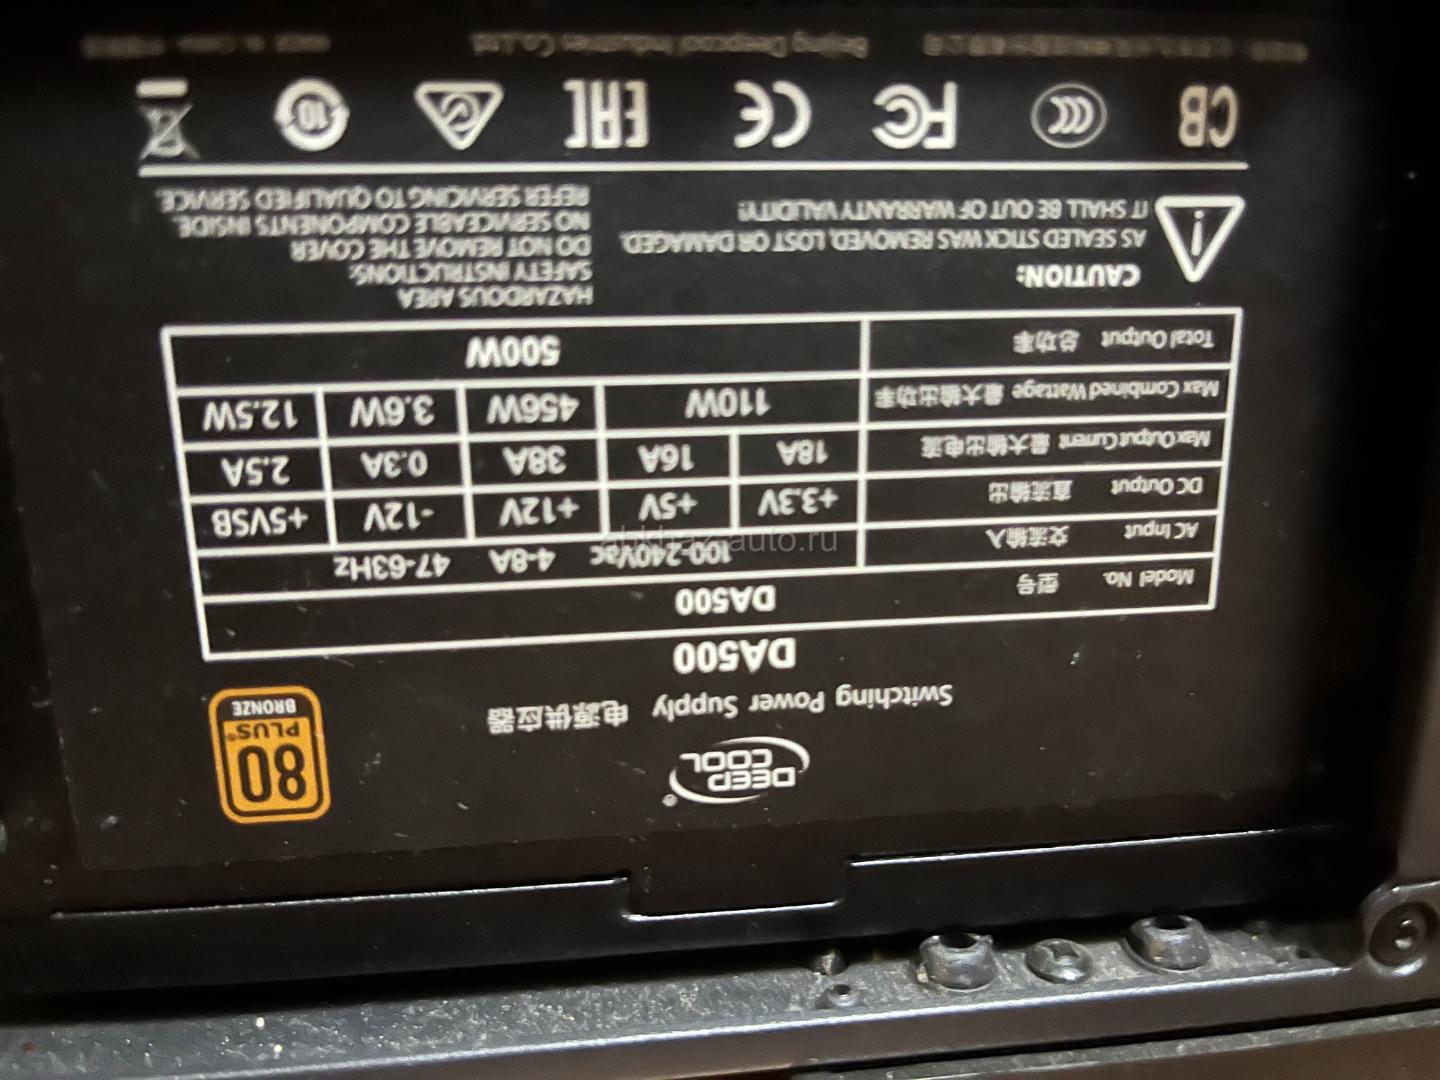 DEEP
COOL®
Switching Power Supply 电源供应器
80
PLUS®
BRONZE
DA500
Model No. 型号 DA500
AC Input 交流输入 100-240Vac 4-8A 47-63Hz
DC Output 直流输出 +3.3V +5V +12V -12V +5VSB
Max Output Current 最大输出电流 18A 16A 38A 0.3A 2.5A
Max Combined Wattage 最大输出功率 110W 456W 3.6W 12.5W
Total Output 总功率 500W
CAUTION:
AS SEALED STICK WAS REMOVED, LOST OR DAMAGED,
IT SHALL BE OUT OF WARRANTY VALIDITY!
HAZARDOUS AREA
SAFETY INSTRUCTIONS:
DO NOT REMOVE THE COVER
NO SERVICEABLE COMPONENTS INSIDE.
REFER SERVICING TO QUALIFIED SERVICE.
CB CCC FC CE EAC 10
Beijing Deepcool Industries Co.,Ltd.
abkhaz-auto.ru